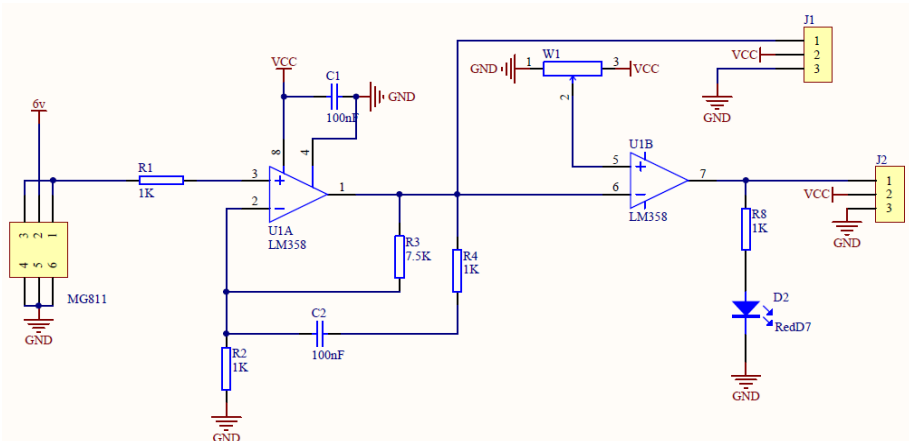 J1
1
VCC
2
3
GND
W1
GND
1
3
VCC
2
VCC
C1
GND
100nF
6v
8
4
R1
1K
3
1
2
U1A
LM358
U1B
5
7
6
LM358
J2
1
VCC
2
3
GND
R8
1K
R3
7.5K
R4
1K
3
2
1
4
5
6
MG811
GND
C2
100nF
D2
RedD7
R2
1K
GND
GND